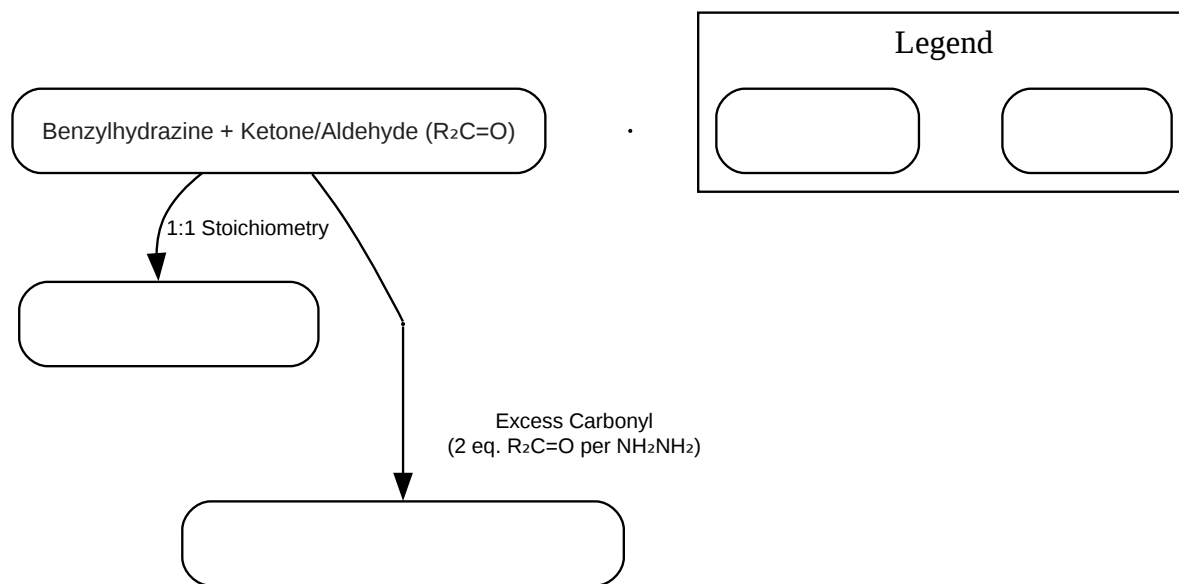 Legend
Benzylhydrazine + Ketone/Aldehyde (R₂C=O)
1:1 Stoichiometry
Excess Carbonyl
(2 eq. R₂C=O per NH₂NH₂)